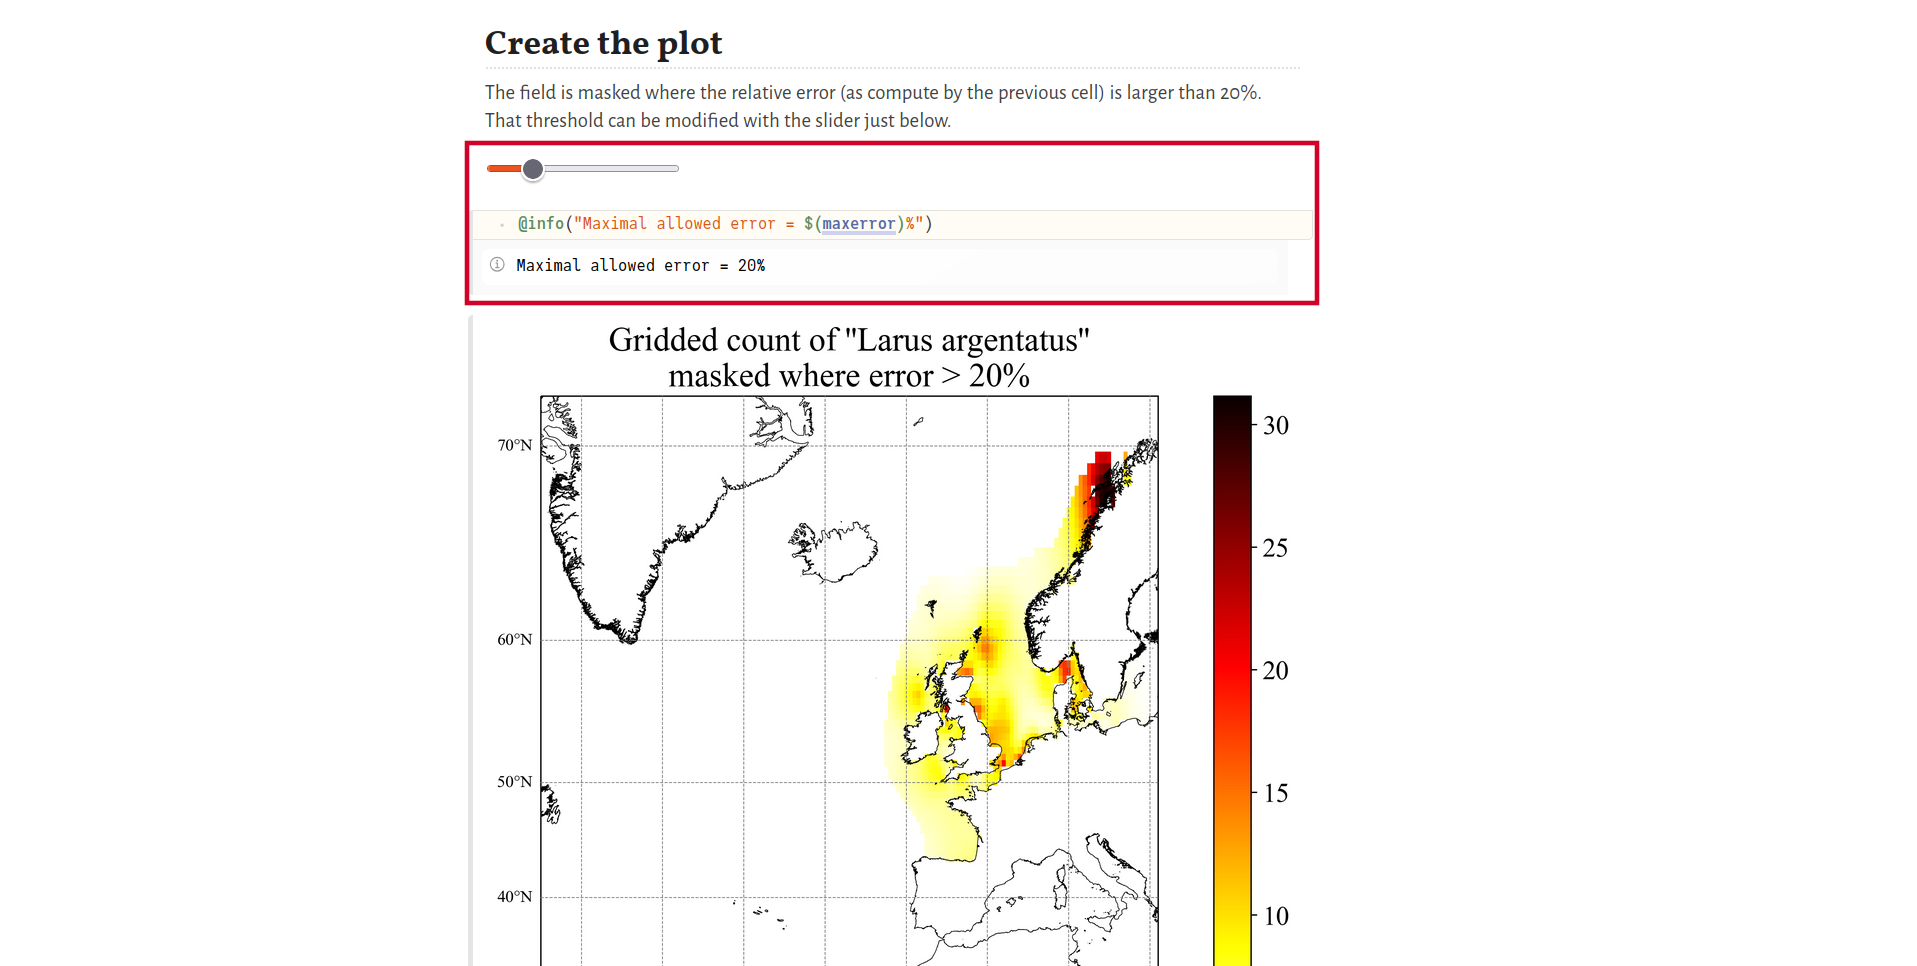 Create the plot
The field is masked where the relative error (as compute by the previous cell) is larger than 20%.
That threshold can be modified with the slider just below.
@info("Maximal allowed error = $(maxerror)%")
Maximal allowed error = 20%
Gridded count of "Larus argentatus"
masked where error > 20%
70°N
60°N
50°N
40°N
30
25
20
15
10